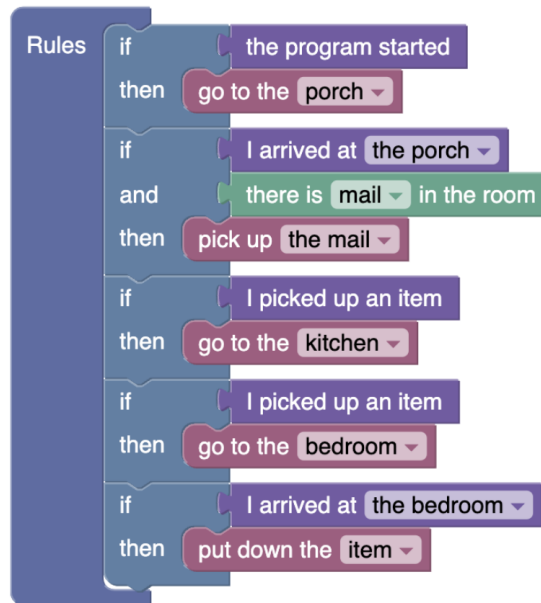 Rules if the program started
then go to the porch
if I arrived at the porch
and there is mail in the room
then pick up the mail
if I picked up an item
then go to the kitchen
if I picked up an item
then go to the bedroom
if I arrived at the bedroom
then put down the item